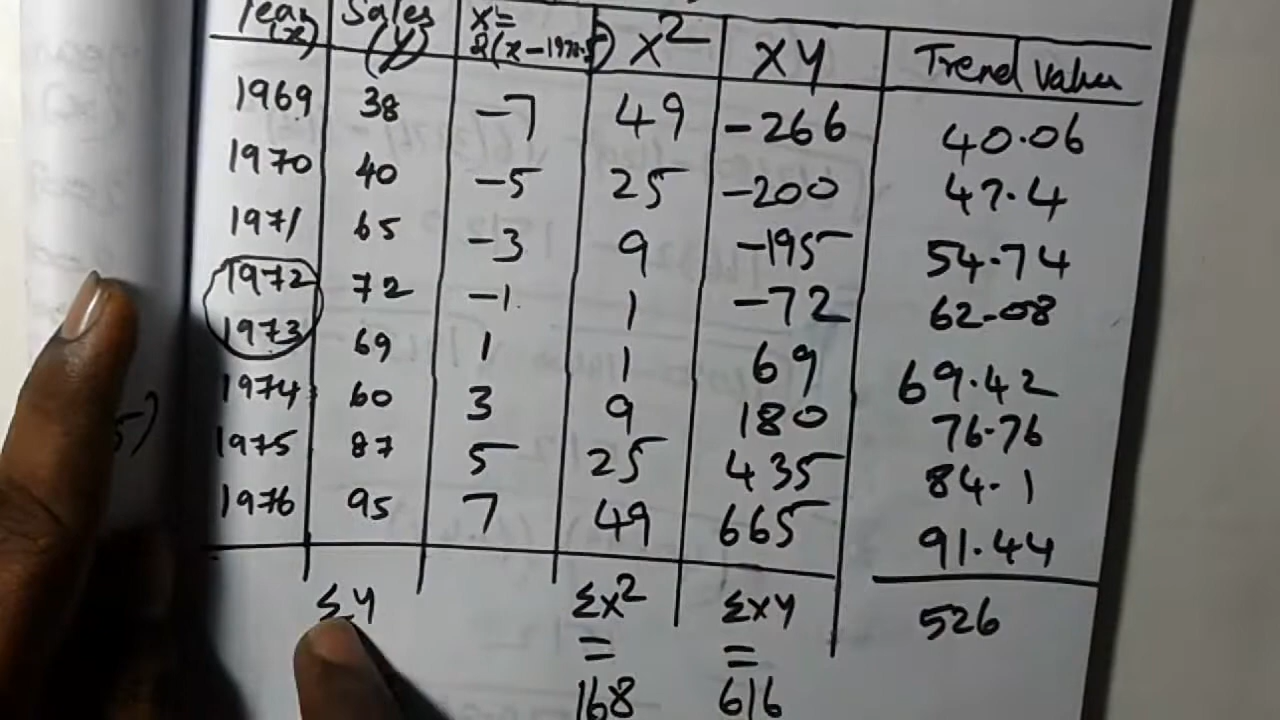 Year (x) Sales (y) X= 2(x-1972.5) X² XY Trend Value
1969 38 -7 49 -266 40.06
1970 40 -5 25 -200 47.4
1971 65 -3 9 -195 54.74
1972 72 -1 1 -72 62.08
1973 69 1 1 69 69.42
1974 60 3 9 180 76.76
1975 87 5 25 435 84.1
1976 95 7 49 665 91.44
Σy Σx² Σxy 526
= =
168 616